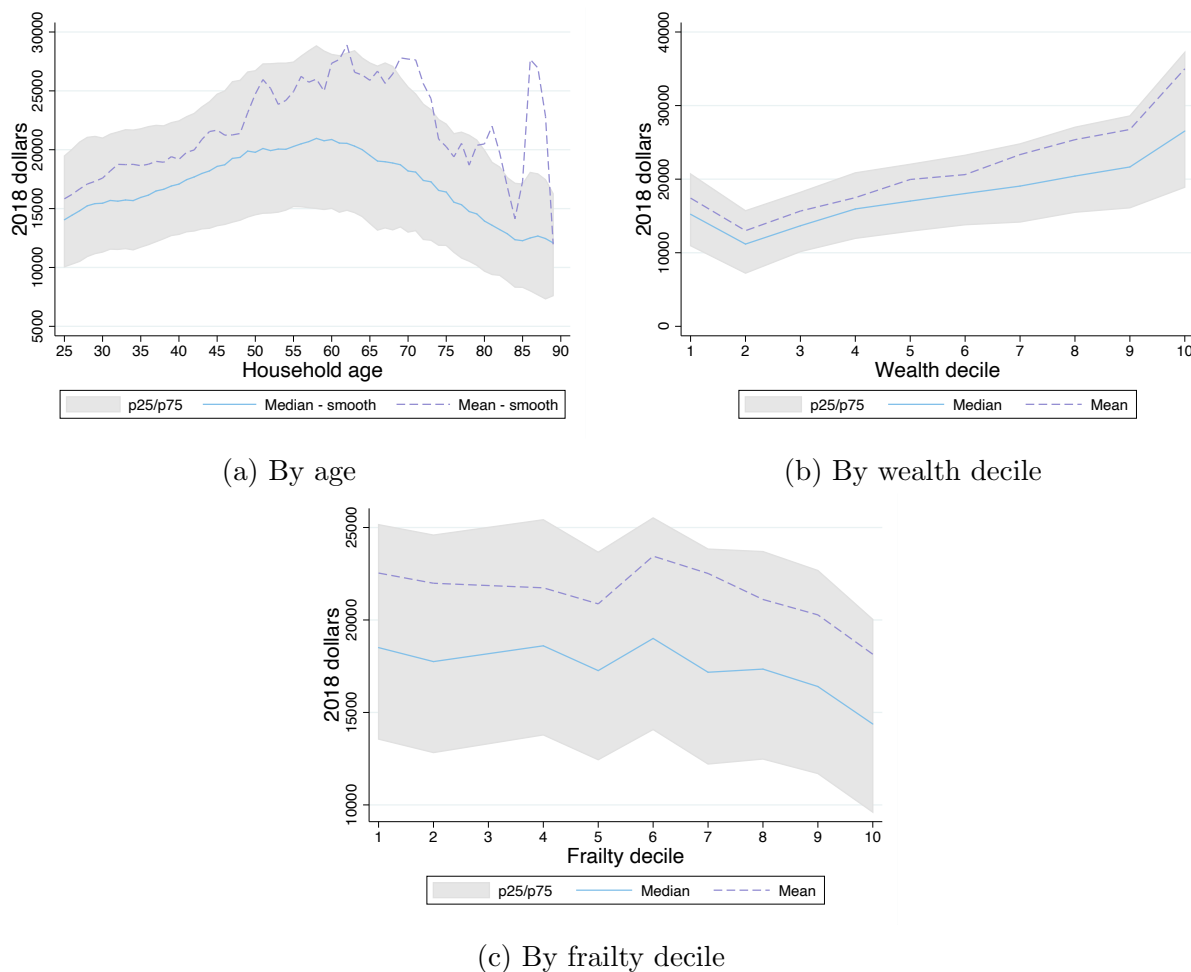 30000
25000
20000
15000
10000
5000
2018 dollars
25 30 35 40 45 50 55 60 65 70 75 80 85 90
Household age
p25/p75 Median - smooth Mean - smooth
(a) By age
40000
30000
20000
10000
0
2018 dollars
1 2 3 4 5 6 7 8 9 10
Wealth decile
p25/p75 Median Mean
(b) By wealth decile
25000
20000
15000
10000
2018 dollars
1 2 3 4 5 6 7 8 9 10
Frailty decile
p25/p75 Median Mean
(c) By frailty decile